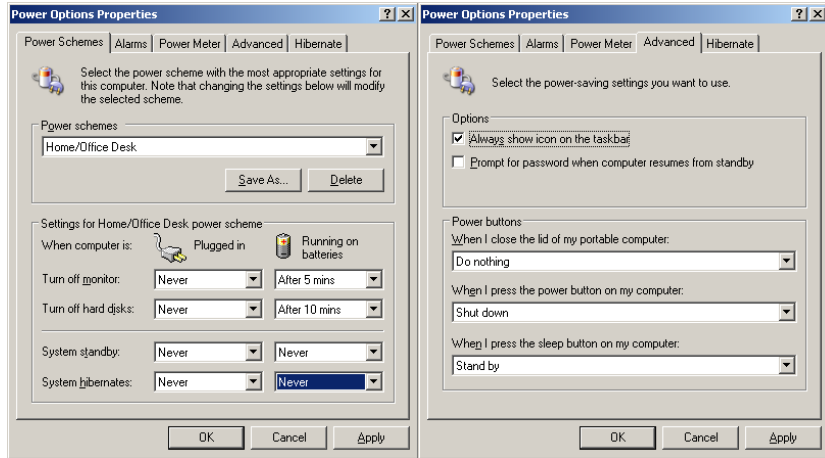 Power Options Properties
Power Schemes Alarms Power Meter Advanced Hibernate
Select the power scheme with the most appropriate settings for
this computer. Note that changing the settings below will modify
the selected scheme.
Power schemes
Home/Office Desk
Save As... Delete
Settings for Home/Office Desk power scheme
When computer is: Plugged in Running on
batteries
Turn off monitor: Never After 5 mins
Turn off hard disks: Never After 10 mins
System standby: Never Never
System hibernates: Never Never
OK Cancel Apply
Power Options Properties
Power Schemes Alarms Power Meter Advanced Hibernate
Select the power-saving settings you want to use.
Options
Always show icon on the taskbar
Prompt for password when computer resumes from standby
Power buttons
When I close the lid of my portable computer:
Do nothing
When I press the power button on my computer:
Shut down
When I press the sleep button on my computer:
Stand by
OK Cancel Apply